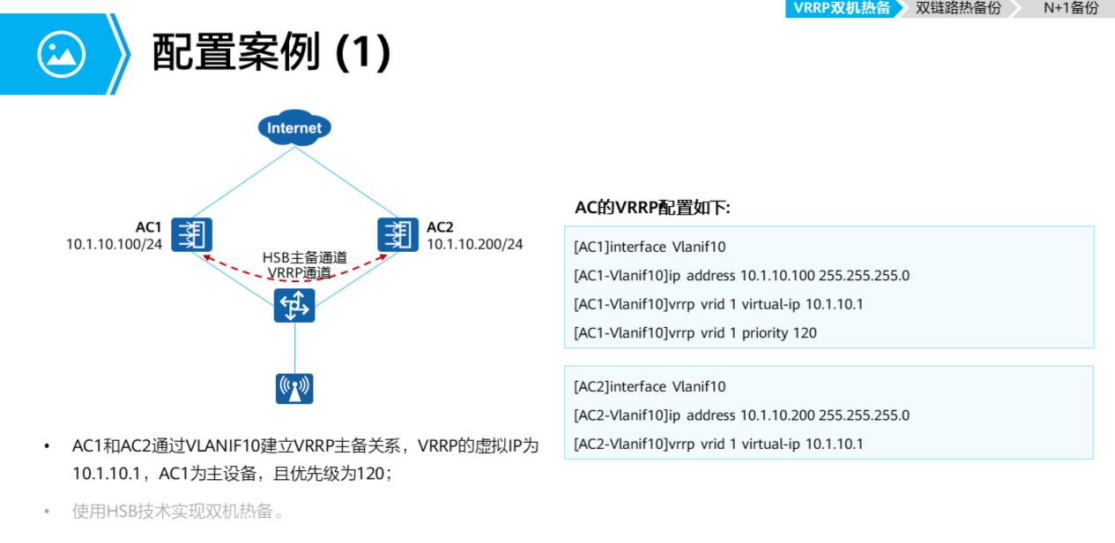 VRRP双机热备 双链路热备份 N+1备份
配置案例 (1)
Internet
AC1
10.1.10.100/24
AC2
10.1.10.200/24
HSB主备通道
VRRP通道
AC的VRRP配置如下:
[AC1]interface Vlanif10
[AC1-Vlanif10]ip address 10.1.10.100 255.255.255.0
[AC1-Vlanif10]vrrp vrid 1 virtual-ip 10.1.10.1
[AC1-Vlanif10]vrrp vrid 1 priority 120
[AC2]interface Vlanif10
[AC2-Vlanif10]ip address 10.1.10.200 255.255.255.0
[AC2-Vlanif10]vrrp vrid 1 virtual-ip 10.1.10.1
• AC1和AC2通过VLANIF10建立VRRP主备关系，VRRP的虚拟IP为
10.1.10.1，AC1为主设备，且优先级为120；
• 使用HSB技术实现双机热备。